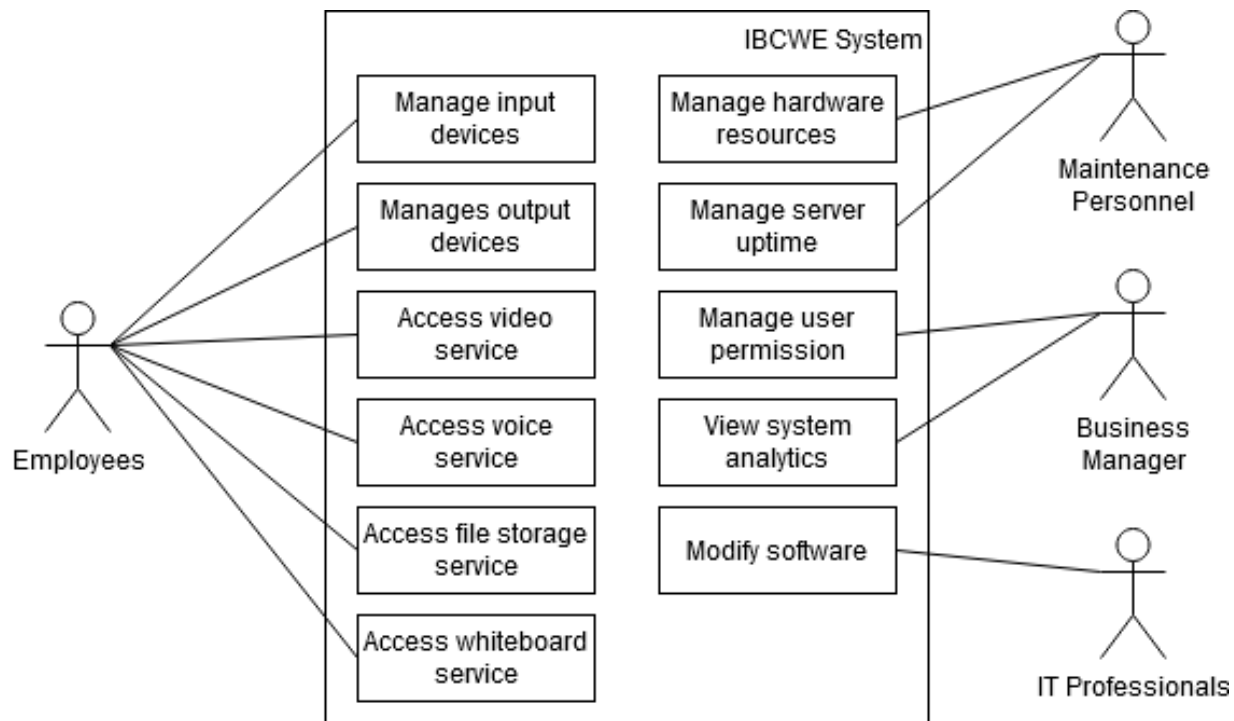 IBCWE System
Manage input
devices
Manages output
devices
Access video
service
Access voice
service
Access file storage
service
Access whiteboard
service
Manage hardware
resources
Manage server
uptime
Manage user
permission
View system
analytics
Modify software
Employees
Maintenance
Personnel
Business
Manager
IT Professionals